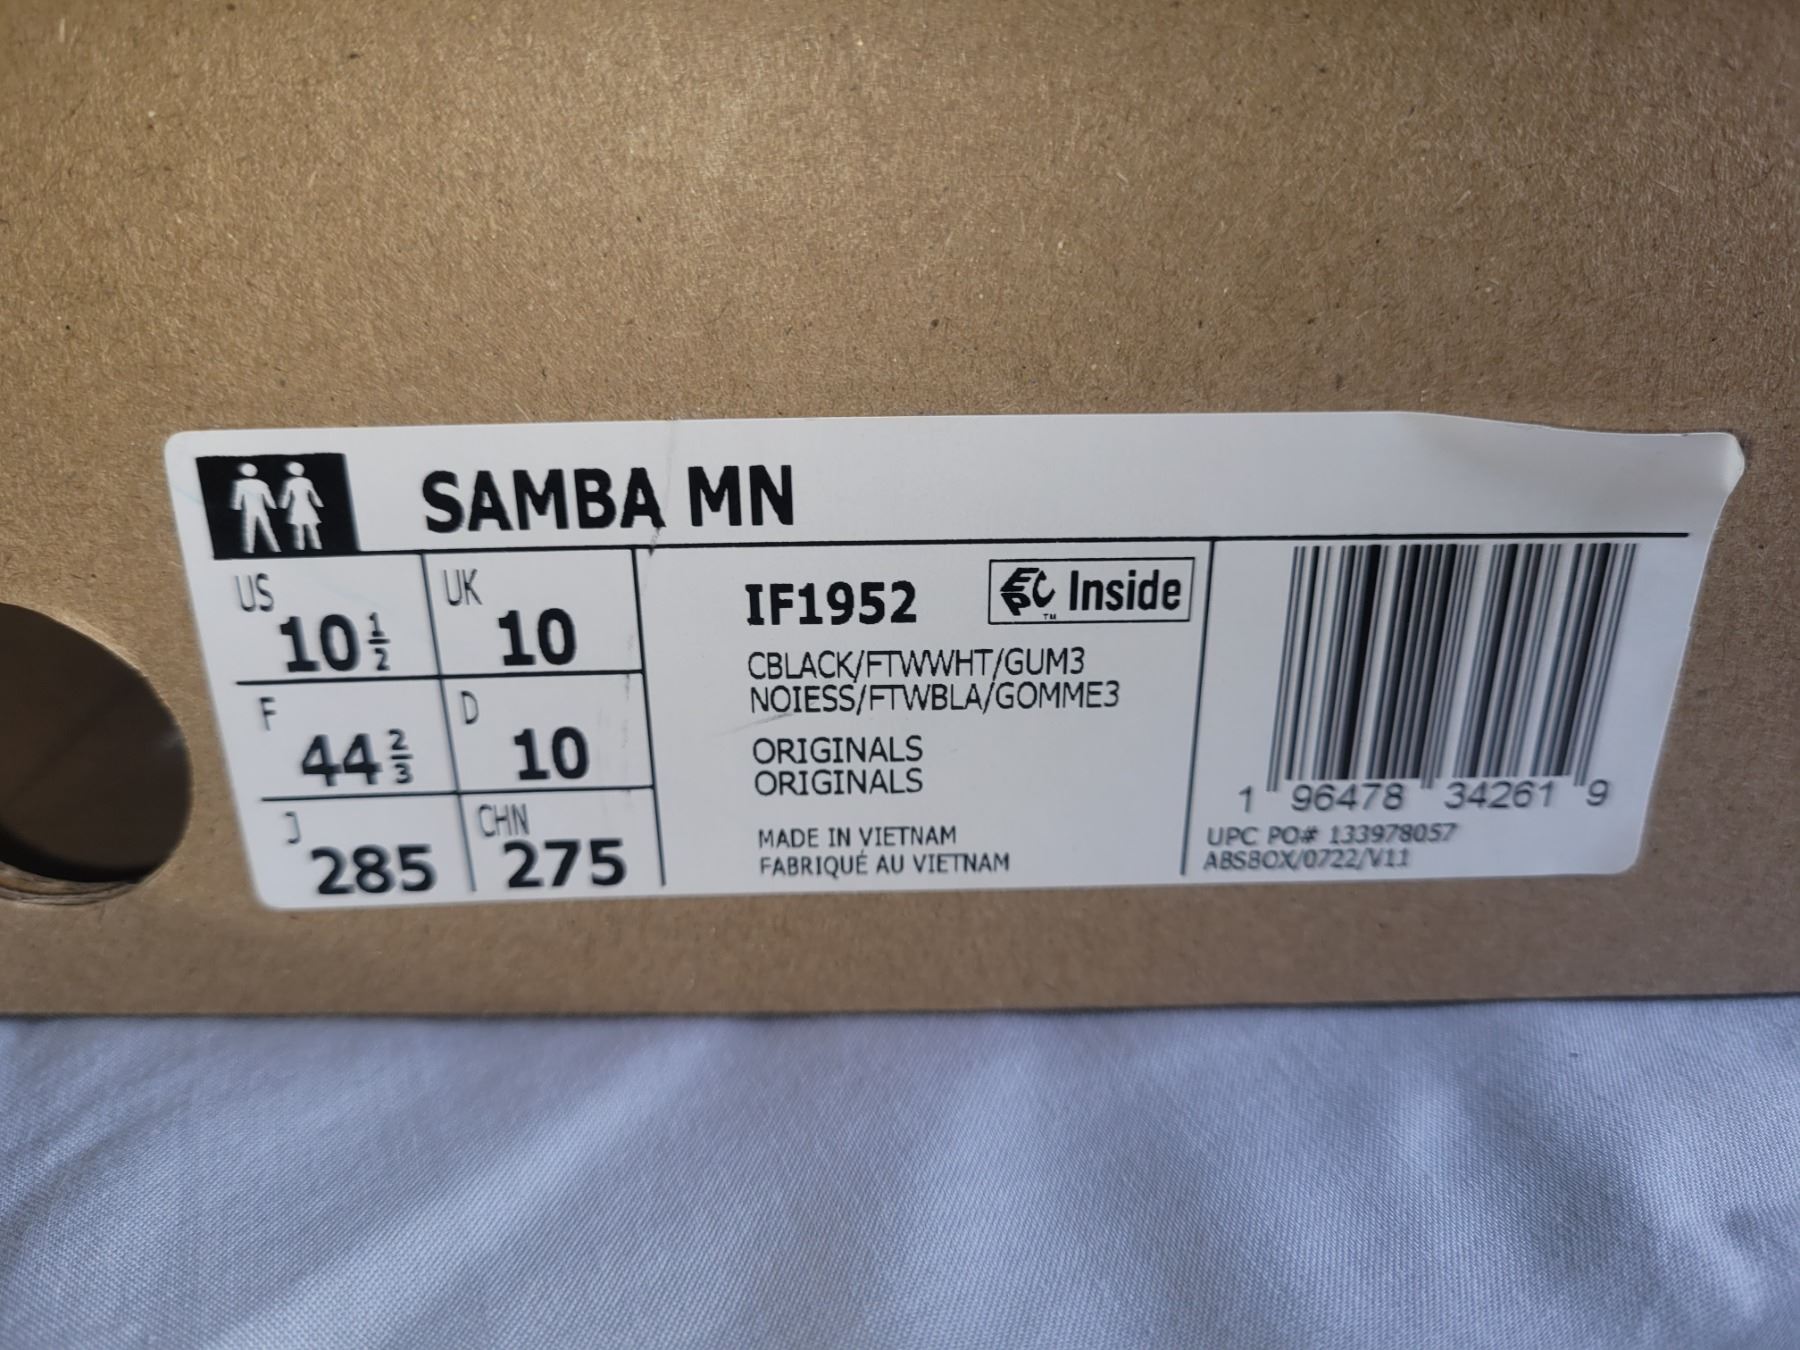 SAMBA MN
US 10 1/2 UK 10
F 44 2/3 D 10
J 285 CHN 275
IF1952 EPC Inside™
CBLACK/FTWWHT/GUM3
NOIESS/FTWBLA/GOMME3
ORIGINALS
ORIGINALS
MADE IN VIETNAM
FABRIQUÉ AU VIETNAM
1 96478 34261 9
UPC PO# 133978057
ABSBOX/0722/V11